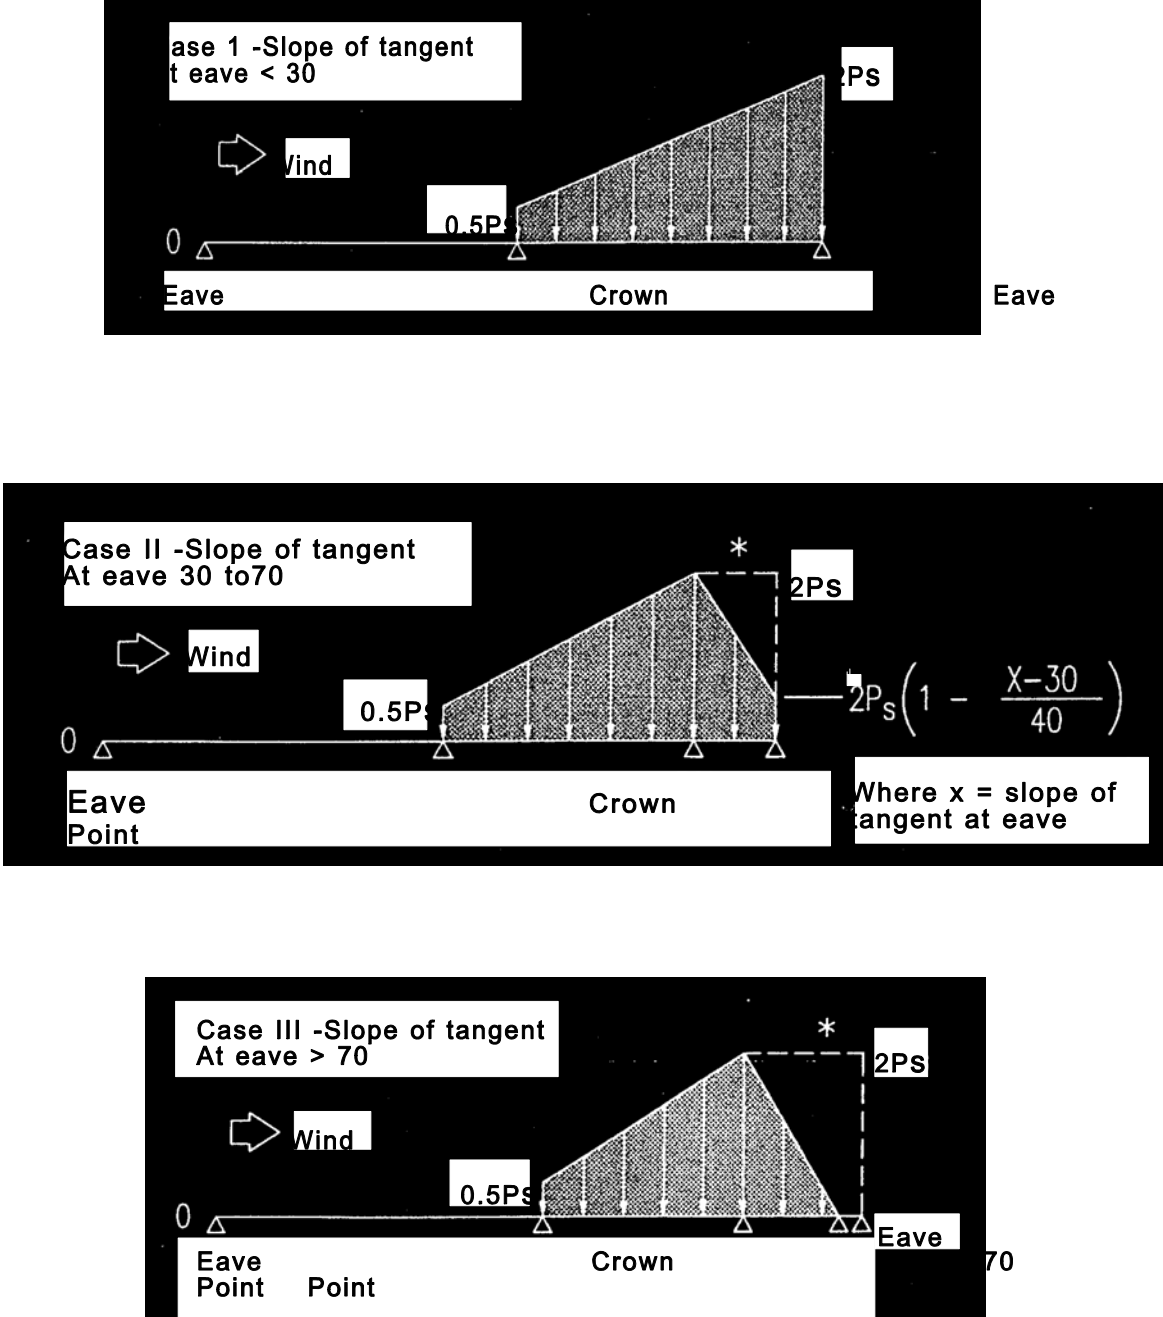 ase 1 -Slope of tangent
t eave < 30
2Ps
Wind
0.5Ps
0
Eave Crown Eave
Case II -Slope of tangent
At eave 30 to70
*
2Ps
Wind
0.5Ps
2Ps(1 - X-30/40)
0
Eave Crown
Point
Where x = slope of
tangent at eave
Case III -Slope of tangent
At eave > 70
*
2Ps
Wind
0.5Ps
0
Eave
Eave Crown 70
Point Point